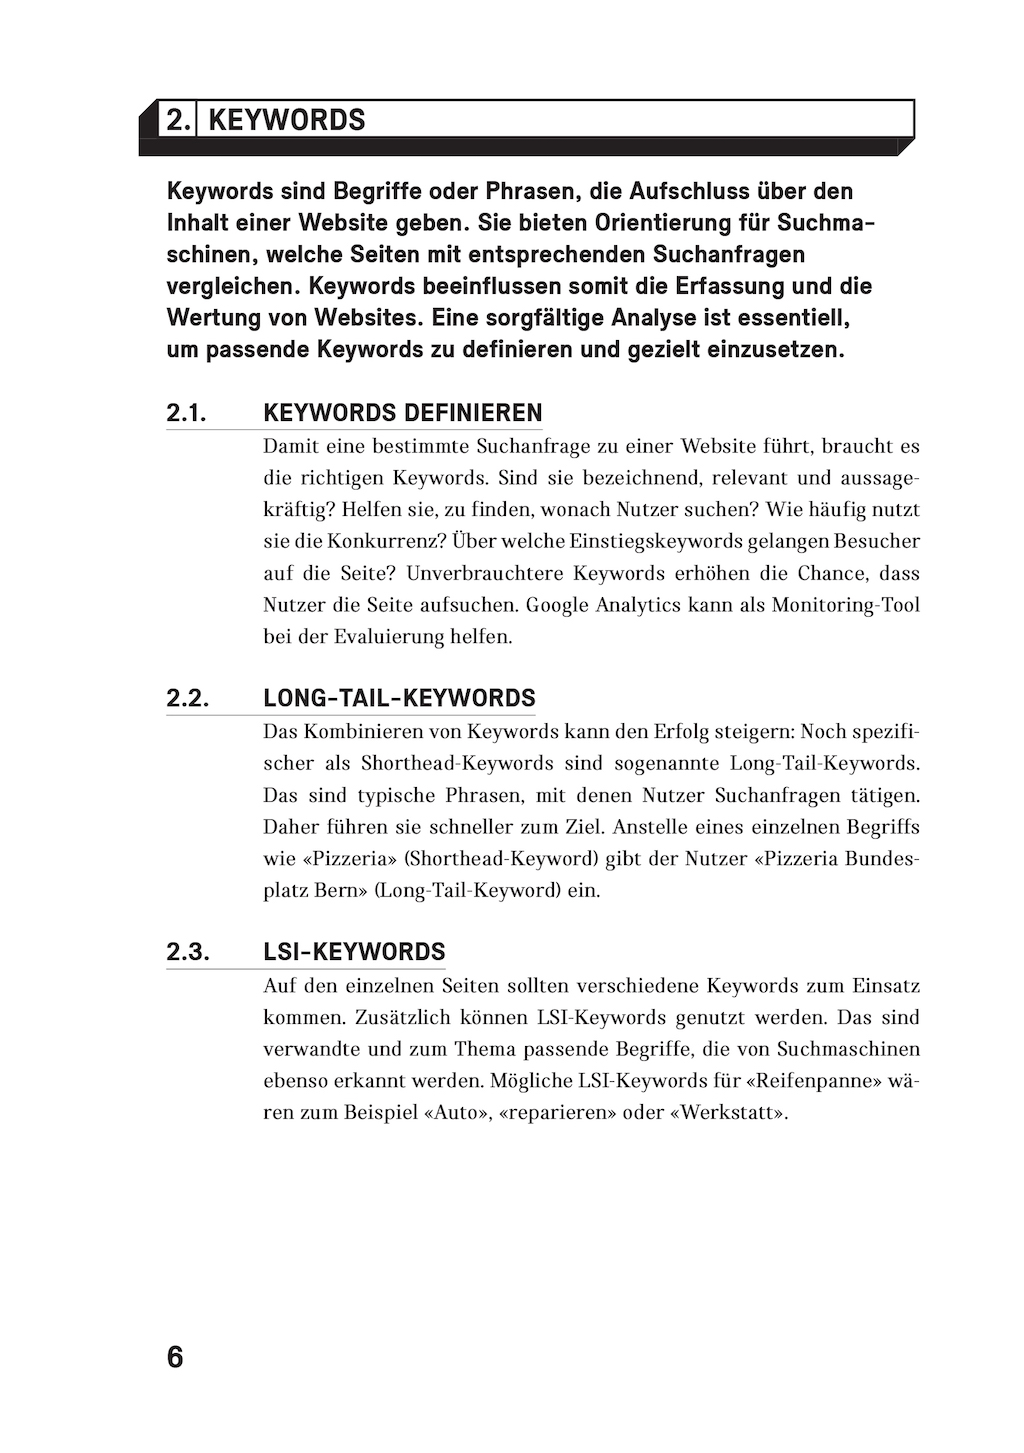 2. KEYWORDS
Keywords sind Begriffe oder Phrasen, die Aufschluss über den
Inhalt einer Website geben. Sie bieten Orientierung für Suchma-
schinen, welche Seiten mit entsprechenden Suchanfragen
vergleichen. Keywords beeinflussen somit die Erfassung und die
Wertung von Websites. Eine sorgfältige Analyse ist essentiell,
um passende Keywords zu definieren und gezielt einzusetzen.
2.1. KEYWORDS DEFINIEREN
Damit eine bestimmte Suchanfrage zu einer Website führt, braucht es
die richtigen Keywords. Sind sie bezeichnend, relevant und aussage-
kräftig? Helfen sie, zu finden, wonach Nutzer suchen? Wie häufig nutzt
sie die Konkurrenz? Über welche Einstiegskeywords gelangen Besucher
auf die Seite? Unverbrauchtere Keywords erhöhen die Chance, dass
Nutzer die Seite aufsuchen. Google Analytics kann als Monitoring-Tool
bei der Evaluierung helfen.
2.2. LONG-TAIL-KEYWORDS
Das Kombinieren von Keywords kann den Erfolg steigern: Noch spezifi-
scher als Shorthead-Keywords sind sogenannte Long-Tail-Keywords.
Das sind typische Phrasen, mit denen Nutzer Suchanfragen tätigen.
Daher führen sie schneller zum Ziel. Anstelle eines einzelnen Begriffs
wie «Pizzeria» (Shorthead-Keyword) gibt der Nutzer «Pizzeria Bundes-
platz Bern» (Long-Tail-Keyword) ein.
2.3. LSI-KEYWORDS
Auf den einzelnen Seiten sollten verschiedene Keywords zum Einsatz
kommen. Zusätzlich können LSI-Keywords genutzt werden. Das sind
verwandte und zum Thema passende Begriffe, die von Suchmaschinen
ebenso erkannt werden. Mögliche LSI-Keywords für «Reifenpanne» wä-
ren zum Beispiel «Auto», «reparieren» oder «Werkstatt».
6